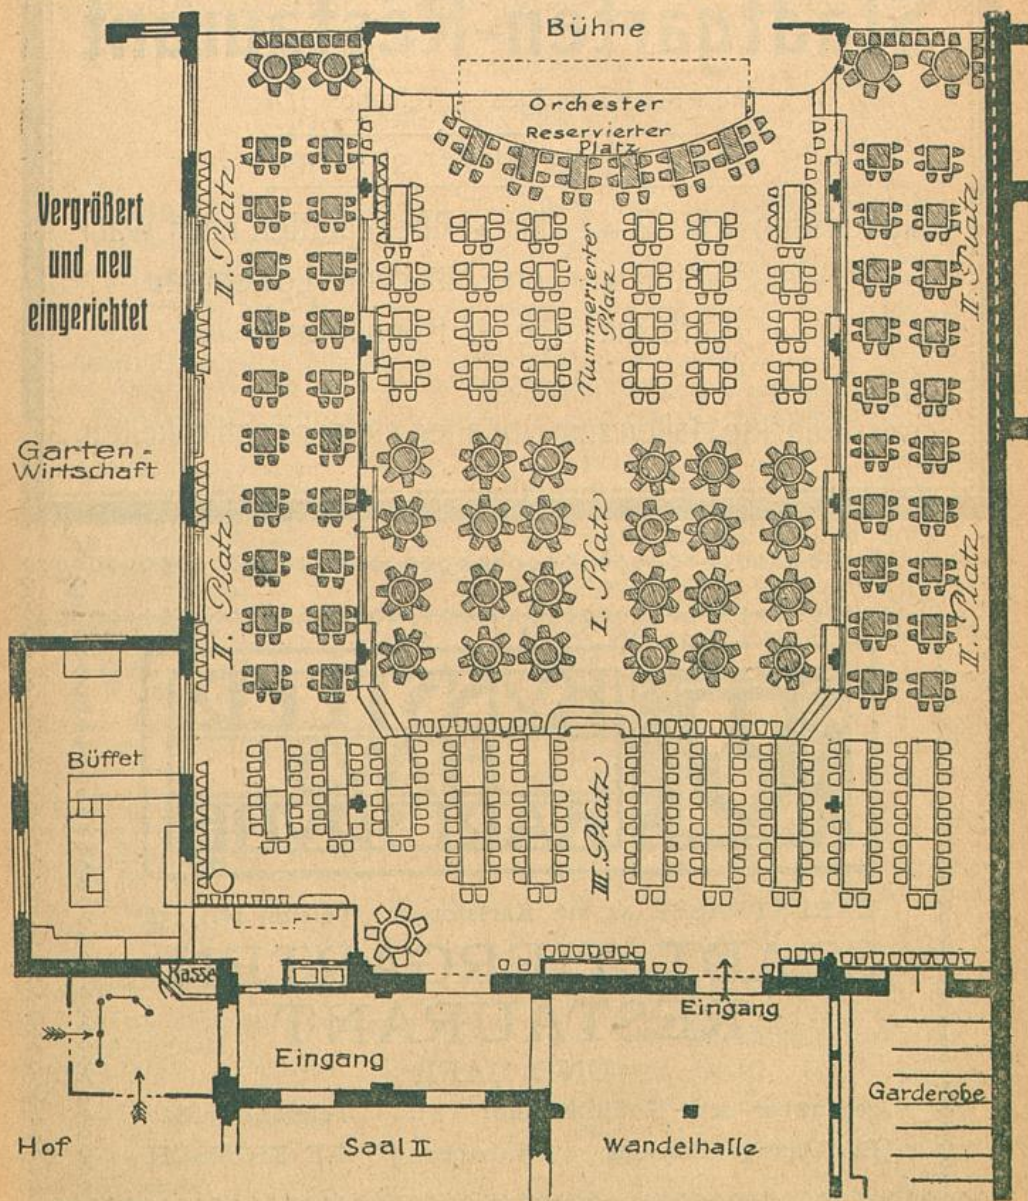 Bühne
Orchester
Reservierter
Platz
Vergrößert
und neu
eingerichtet
II. Platz
II. Platz
Nummerierter
Platz
Garten-
Wirtschaft
II. Platz
I. Platz
III. Platz
Büffet
III. Platz
Kasse
Eingang
Eingang
Garderobe
Hof
Saal II
Wandelhalle